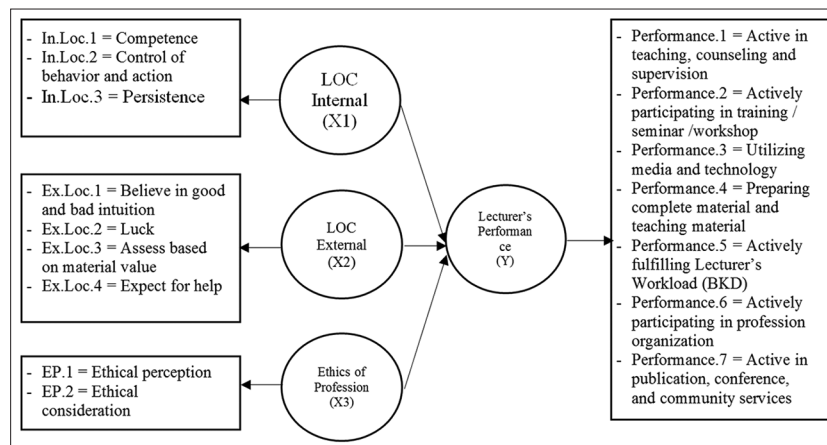 - In.Loc.1 = Competence
- In.Loc.2 = Control of
behavior and action
- In.Loc.3 = Persistence
LOC
Internal
(X1)
- Ex.Loc.1 = Believe in good
and bad intuition
- Ex.Loc.2 = Luck
- Ex.Loc.3 = Assess based
on material value
- Ex.Loc.4 = Expect for help
LOC
External
(X2)
- EP.1 = Ethical perception
- EP.2 = Ethical
consideration
Ethics of
Profession
(X3)
Lecturer's
Performan
ce
(Y)
- Performance.1 = Active in
teaching, counseling and
supervision
- Performance.2 = Actively
participating in training /
seminar /workshop
- Performance.3 = Utilizing
media and technology
- Performance.4 = Preparing
complete material and
teaching material
- Performance.5 = Actively
fulfilling Lecturer's
Workload (BKD)
- Performance.6 = Actively
participating in profession
organization
- Performance.7 = Active in
publication, conference,
and community services